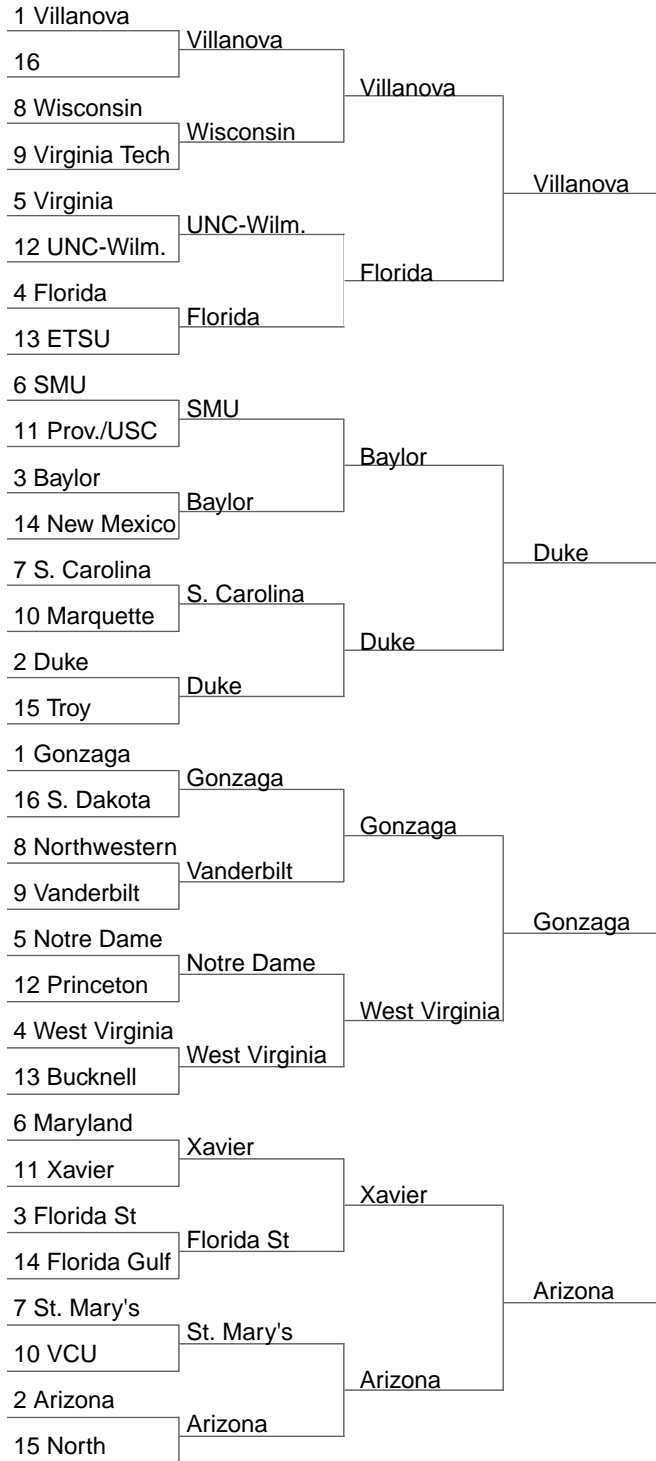 1 Villanova
16
8 Wisconsin
9 Virginia Tech
5 Virginia
12 UNC-Wilm.
4 Florida
13 ETSU
6 SMU
11 Prov./USC
3 Baylor
14 New Mexico
7 S. Carolina
10 Marquette
2 Duke
15 Troy
1 Gonzaga
16 S. Dakota
8 Northwestern
9 Vanderbilt
5 Notre Dame
12 Princeton
4 West Virginia
13 Bucknell
6 Maryland
11 Xavier
3 Florida St
14 Florida Gulf
7 St. Mary's
10 VCU
2 Arizona
15 North
Villanova
Wisconsin
UNC-Wilm.
Florida
SMU
Baylor
S. Carolina
Duke
Gonzaga
Vanderbilt
Notre Dame
West Virginia
Xavier
Florida St
St. Mary's
Arizona
Villanova
Florida
Baylor
Duke
Gonzaga
West Virginia
Xavier
Arizona
Villanova
Duke
Gonzaga
Arizona